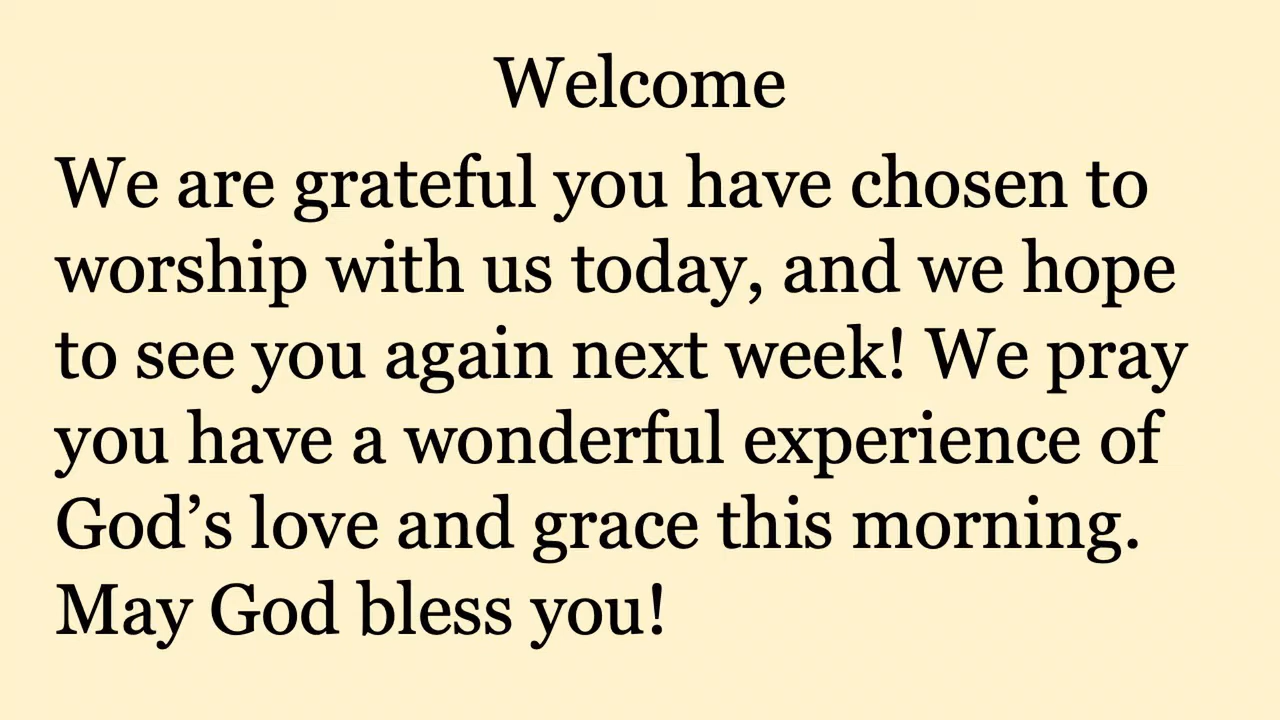 Welcome
We are grateful you have chosen to
worship with us today, and we hope
to see you again next week! We pray
you have a wonderful experience of
God’s love and grace this morning.
May God bless you!